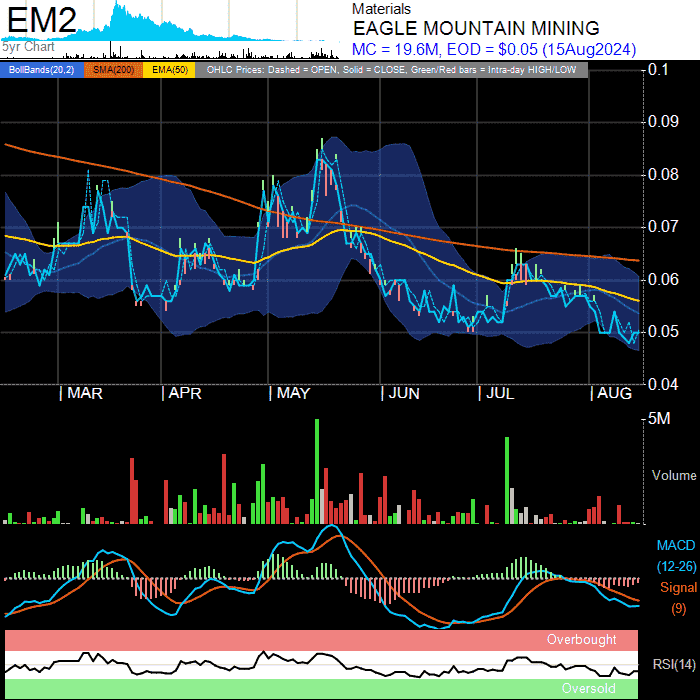 EM2
5yr Chart
Materials
EAGLE MOUNTAIN MINING
MC = 19.6M, EOD = $0.05 (15Aug2024)
BollBands(20,2) SMA(200) EMA(50) OHLC Prices: Dashed = OPEN, Solid = CLOSE, Green/Red bars = Intra-day HIGH/LOW
0.1
0.09
0.08
0.07
0.06
0.05
0.04
| MAR | APR | MAY | JUN | JUL | AUG
5M
Volume
MACD
(12-26)
Signal
(9)
Overbought
RSI(14)
Oversold